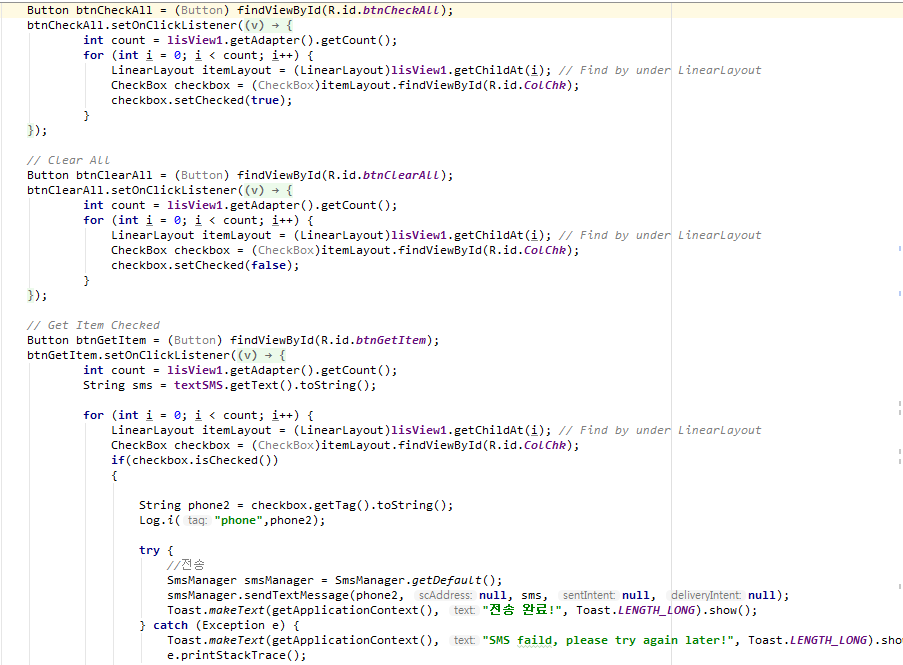 Button btnCheckAll = (Button) findViewById(R.id.btnCheckAll);
btnCheckAll.setOnClickListener((v) → {
        int count = lisView1.getAdapter().getCount();
        for (int i = 0; i < count; i++) {
            LinearLayout itemLayout = (LinearLayout)lisView1.getChildAt(i); // Find by under LinearLayout
            CheckBox checkbox = (CheckBox)itemLayout.findViewById(R.id.ColChk);
            checkbox.setChecked(true);
        }
});

// Clear All
Button btnClearAll = (Button) findViewById(R.id.btnClearAll);
btnClearAll.setOnClickListener((v) → {
        int count = lisView1.getAdapter().getCount();
        for (int i = 0; i < count; i++) {
            LinearLayout itemLayout = (LinearLayout)lisView1.getChildAt(i); // Find by under LinearLayout
            CheckBox checkbox = (CheckBox)itemLayout.findViewById(R.id.ColChk);
            checkbox.setChecked(false);
        }
});

// Get Item Checked
Button btnGetItem = (Button) findViewById(R.id.btnGetItem);
btnGetItem.setOnClickListener((v) → {
        int count = lisView1.getAdapter().getCount();
        String sms = textSMS.getText().toString();

        for (int i = 0; i < count; i++) {
            LinearLayout itemLayout = (LinearLayout)lisView1.getChildAt(i); // Find by under LinearLayout
            CheckBox checkbox = (CheckBox)itemLayout.findViewById(R.id.ColChk);
            if(checkbox.isChecked())
            {

                String phone2 = checkbox.getTag().toString();
                Log.i( taq: "phone",phone2);

                try {
                    //전송
                    SmsManager smsManager = SmsManager.getDefault();
                    smsManager.sendTextMessage(phone2, scAddress: null, sms, sentIntent: null, deliveryIntent: null);
                    Toast.makeText(getApplicationContext(), text: "전송 완료!", Toast.LENGTH_LONG).show();
                } catch (Exception e) {
                    Toast.makeText(getApplicationContext(), text: "SMS faild, please try again later!", Toast.LENGTH_LONG).sho
                    e.printStackTrace();